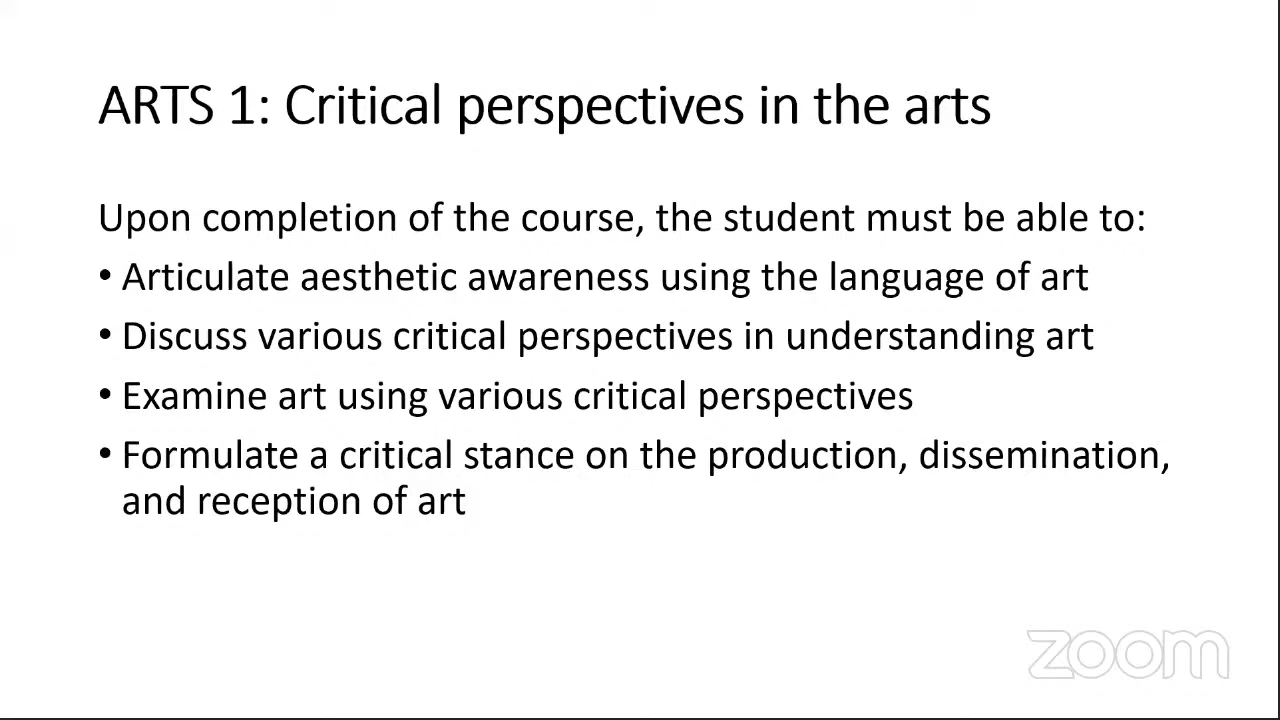 ARTS 1: Critical perspectives in the arts
Upon completion of the course, the student must be able to:
• Articulate aesthetic awareness using the language of art
• Discuss various critical perspectives in understanding art
• Examine art using various critical perspectives
• Formulate a critical stance on the production, dissemination,
and reception of art
zoom